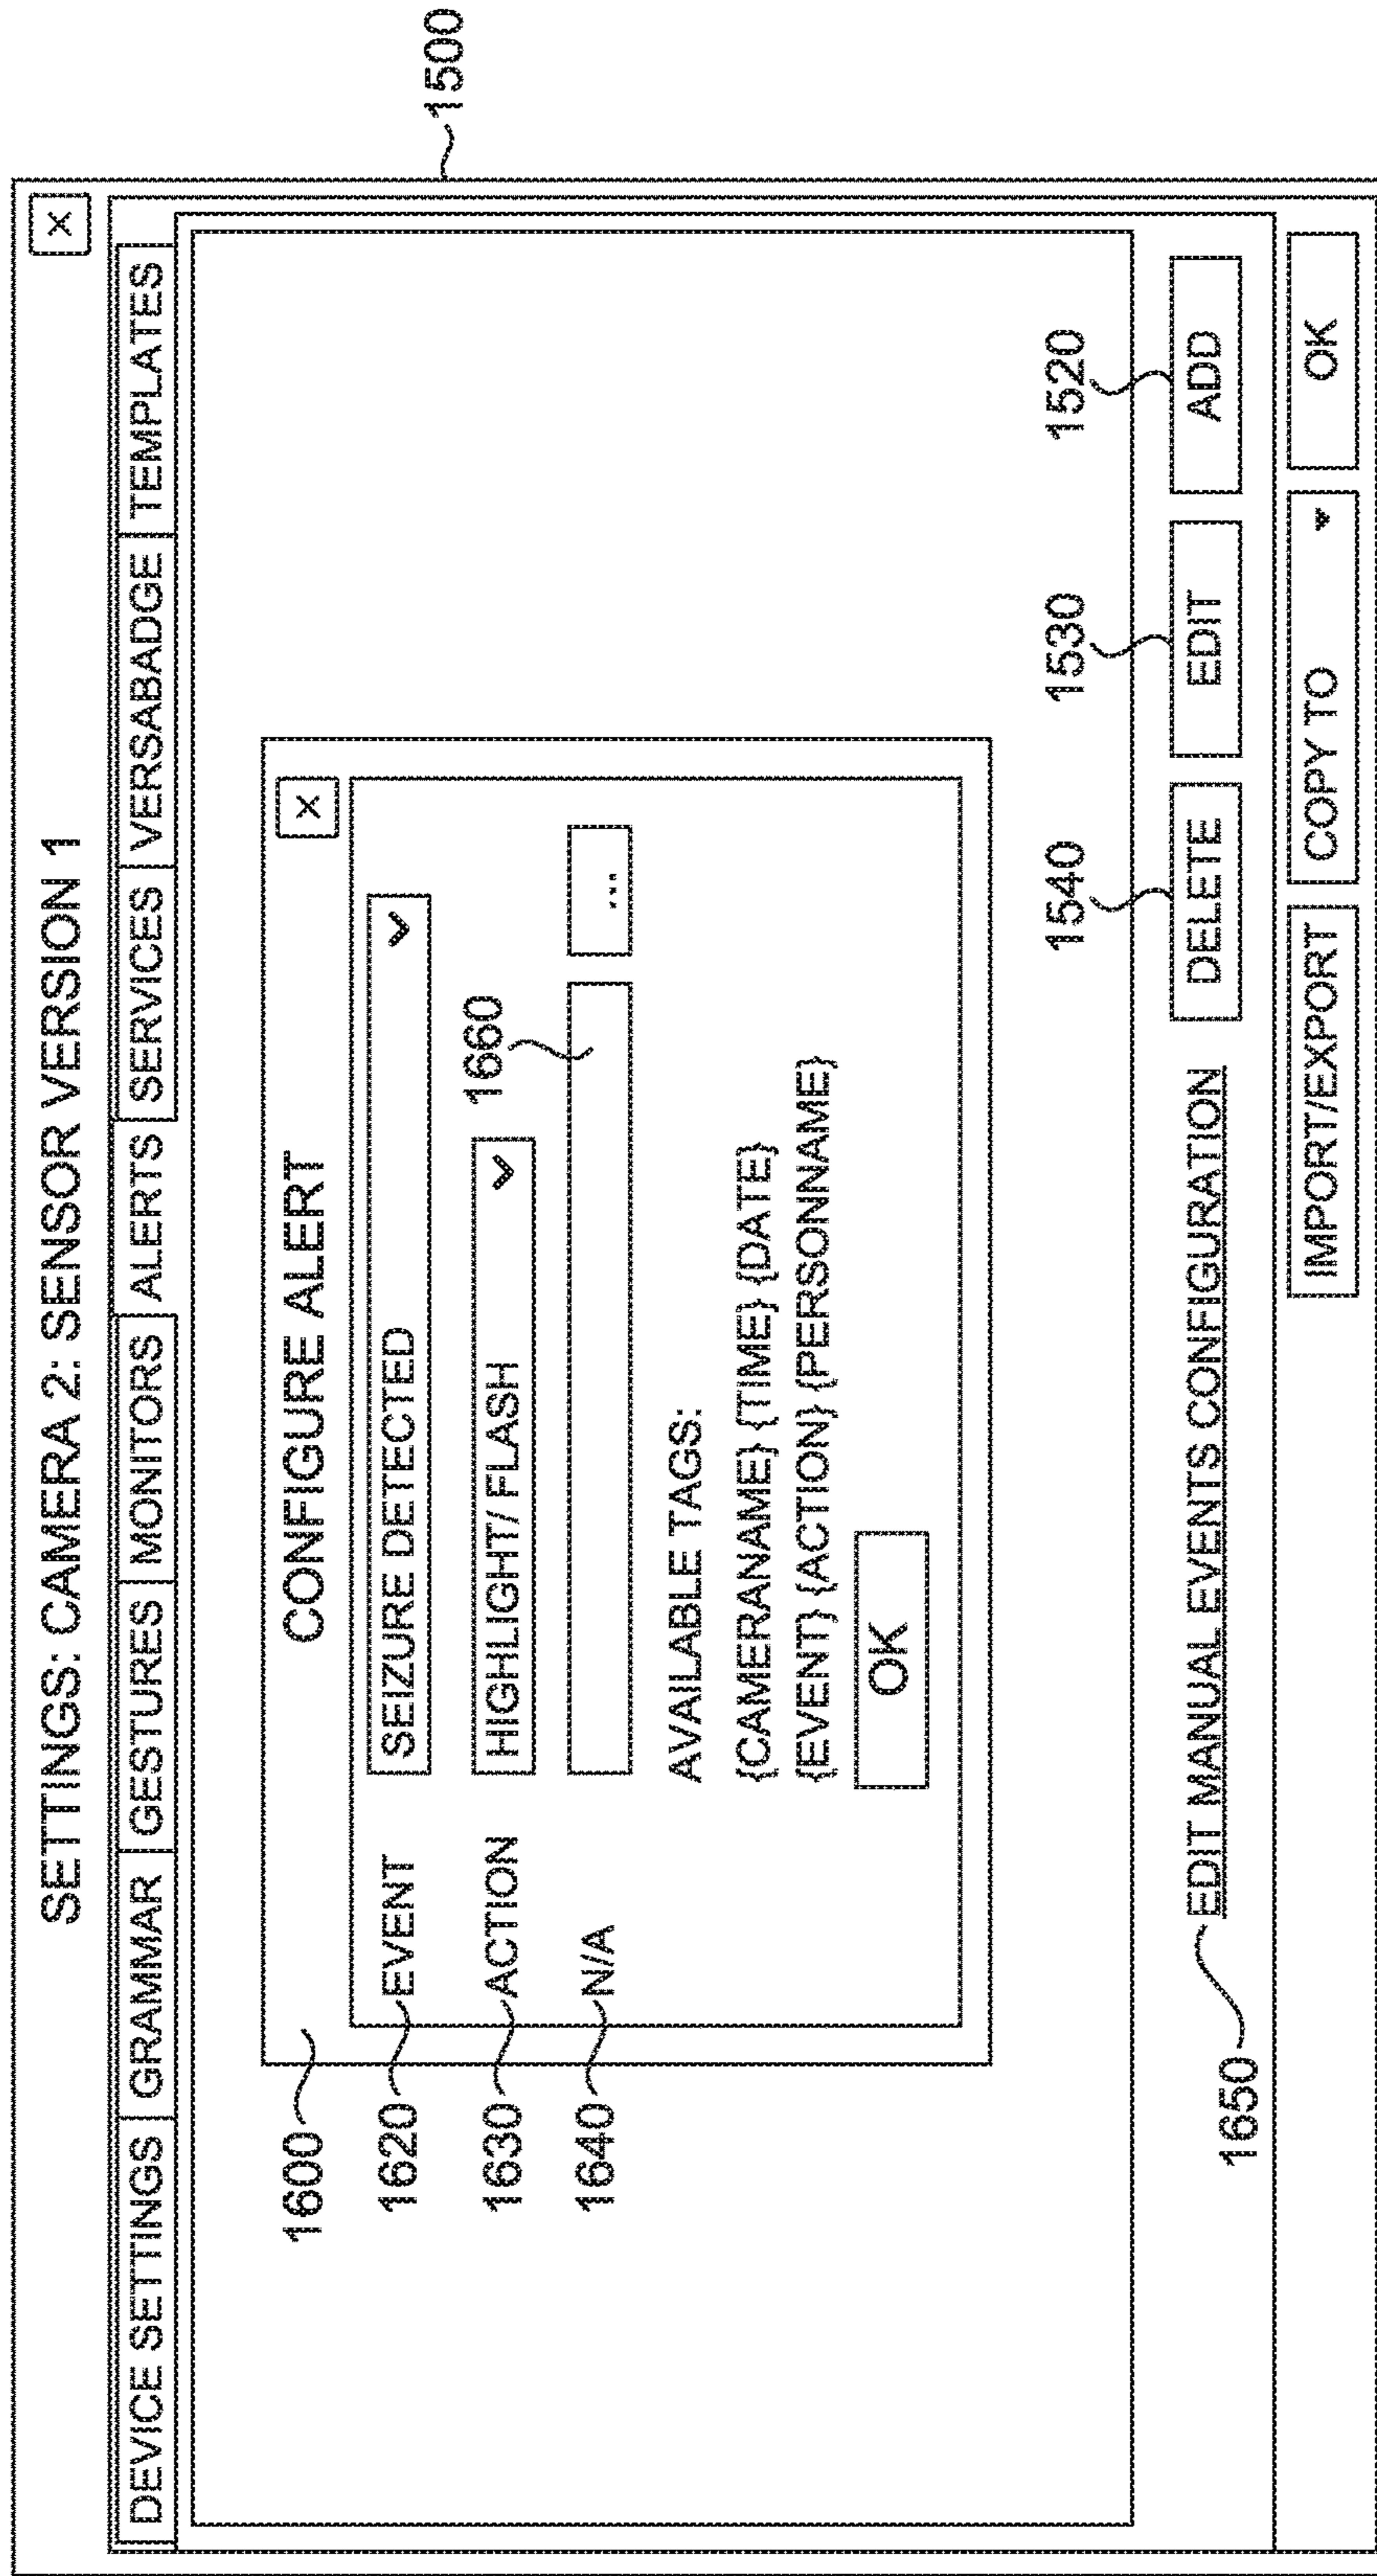 SETTINGS: CAMERA 2: SENSOR VERSION 1
X
DEVICE SETTINGS GRAMMAR GESTURES MONITORS ALERTS SERVICES VERSABADGE TEMPLATES
1500
1600
CONFIGURE ALERT
X
1620 EVENT SEIZURE DETECTED
1630 ACTION HIGHLIGHT/ FLASH
1660
1640 N/A ...
AVAILABLE TAGS:
{CAMERANAME} {TIME} {DATE}
{EVENT} {ACTION} {PERSONNAME}
OK
1540 1530 1520
1650 EDIT MANUAL EVENTS CONFIGURATION DELETE EDIT ADD
IMPORT/EXPORT COPY TO OK